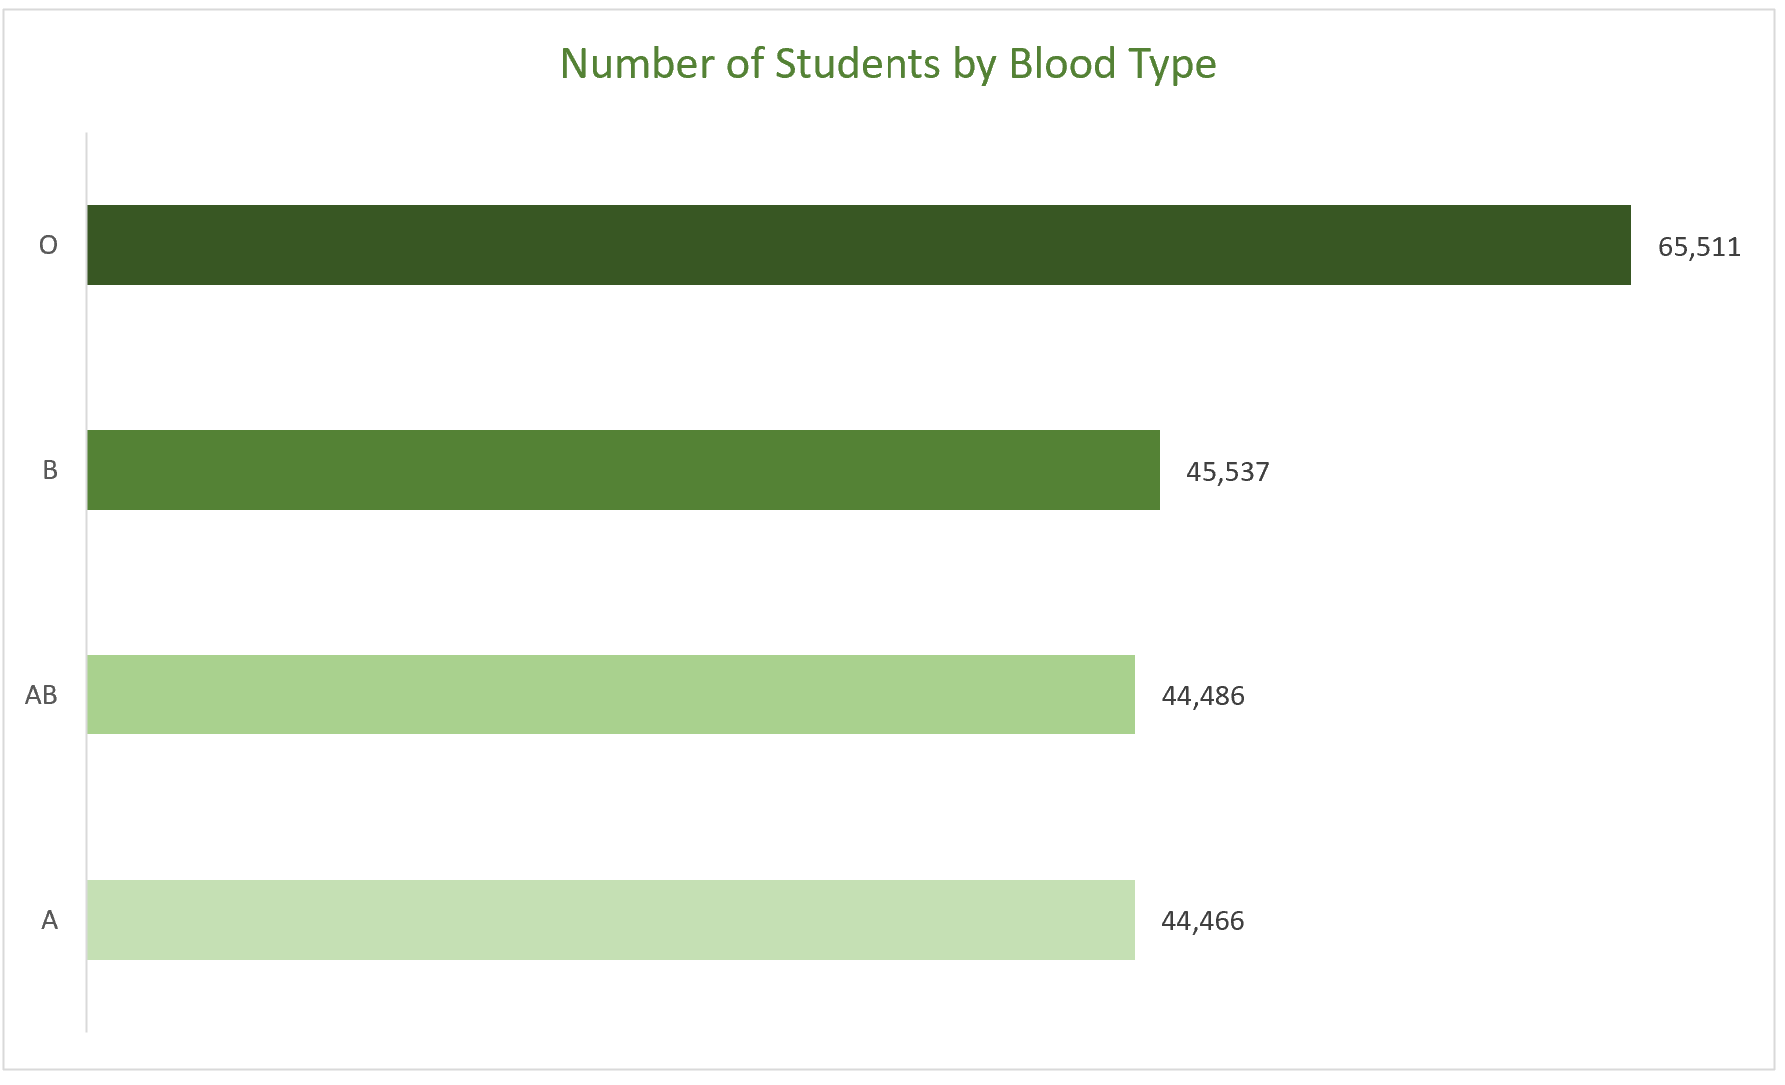 Number of Students by Blood Type
O
65,511
B
45,537
AB
44,486
A
44,466